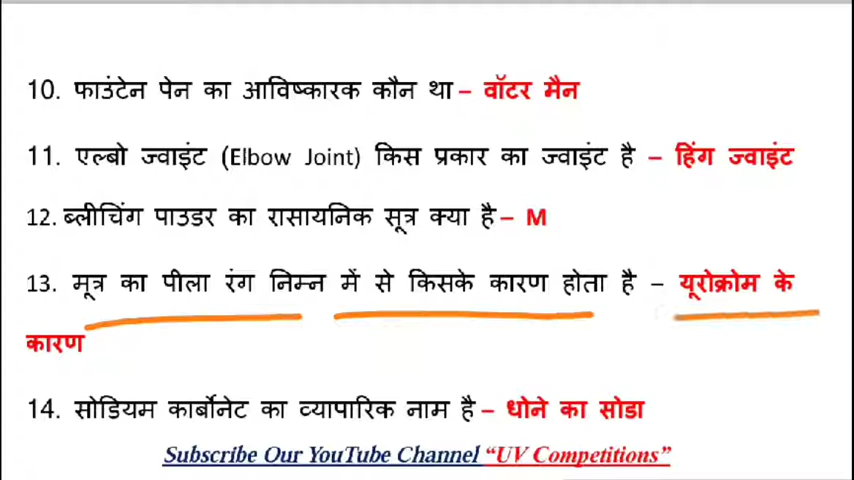 10. फाउंटेन पेन का आविष्कारक कौन था – वॉटर मैन
11. एल्बो ज्वाइंट (Elbow Joint) किस प्रकार का ज्वाइंट है – हिंग ज्वाइंट
12. ब्लीचिंग पाउडर का रासायनिक सूत्र क्या है – M
13. मूत्र का पीला रंग निम्न में से किसके कारण होता है – यूरोक्रोम के
कारण
14. सोडियम कार्बोनेट का व्यापारिक नाम है – धोने का सोडा
Subscribe Our YouTube Channel “UV Competitions”